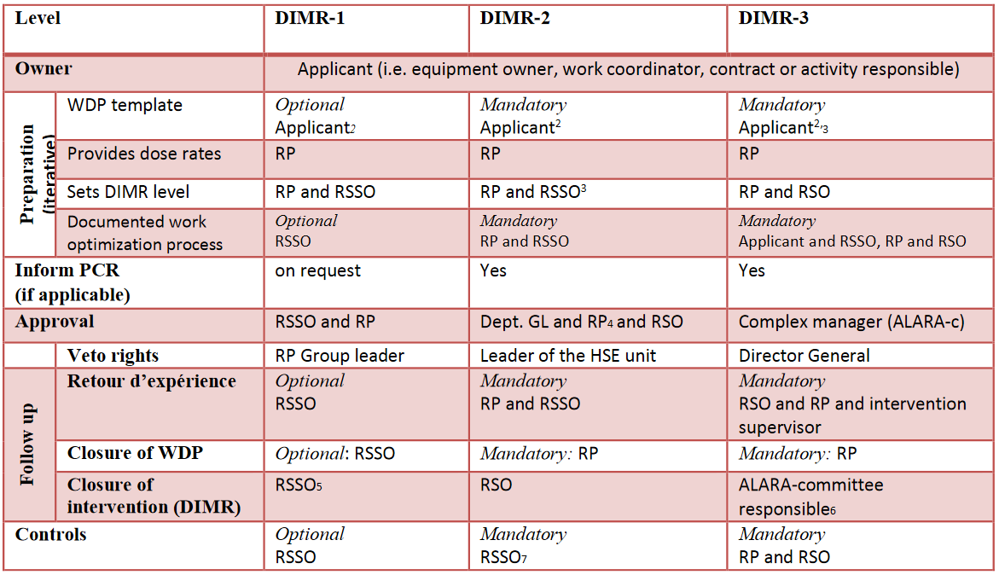 Level DIMR-1 DIMR-2 DIMR-3
Owner Applicant (i.e. equipment owner, work coordinator, contract or activity responsible)
Preparation
(iterative)
WDP template Optional Mandatory Mandatory
Applicant2 Applicant² Applicant²,3
Provides dose rates RP RP RP
Sets DIMR level RP and RSSO RP and RSSO³ RP and RSO
Documented work Optional Mandatory Mandatory
optimization process RSSO RP and RSSO Applicant and RSSO, RP and RSO
Inform PCR on request Yes Yes
(if applicable)
Approval RSSO and RP Dept. GL and RP4 and RSO Complex manager (ALARA-c)
Veto rights RP Group leader Leader of the HSE unit Director General
Follow up
Retour d’expérience Optional Mandatory Mandatory
RSSO RP and RSSO RSO and RP and intervention
supervisor
Closure of WDP Optional: RSSO Mandatory: RP Mandatory: RP
Closure of RSSO5 RSO ALARA-committee
intervention (DIMR) responsible6
Controls Optional Mandatory Mandatory
RSSO RSSO7 RP and RSO